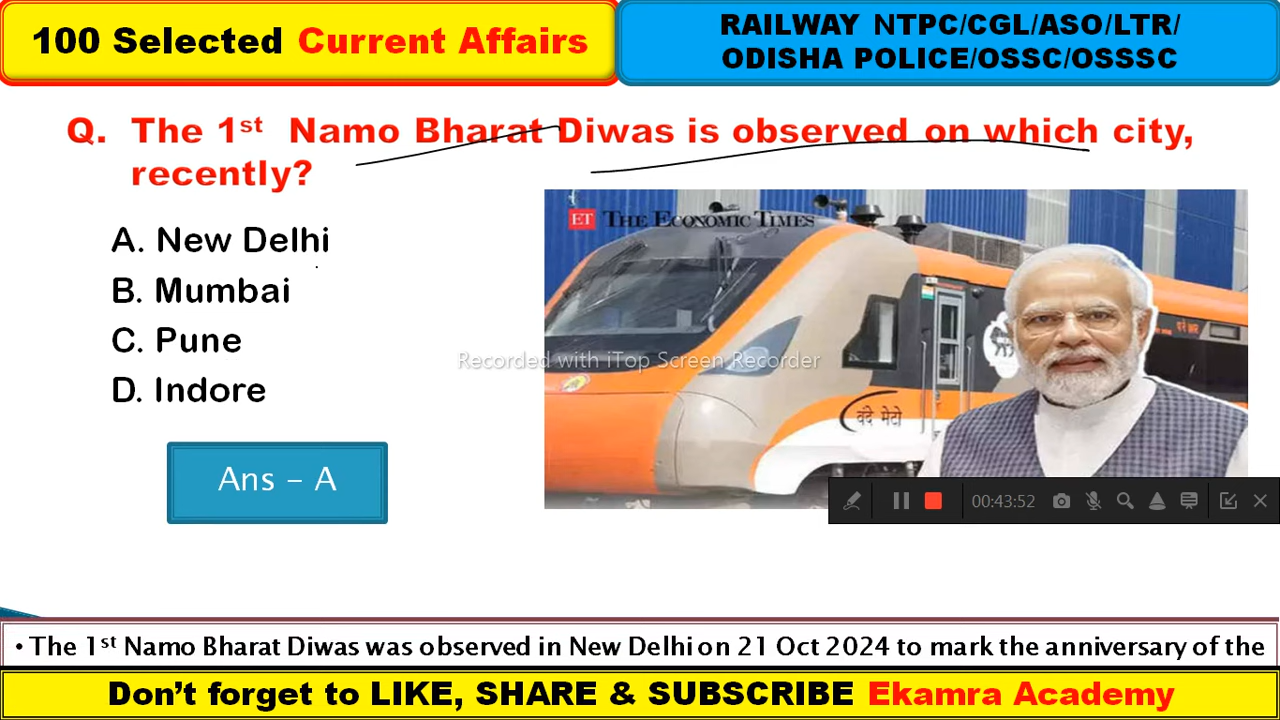 100 Selected Current Affairs
RAILWAY NTPC/CGL/ASO/LTR/
ODISHA POLICE/OSSC/OSSSC
Q. The 1st Namo Bharat Diwas is observed on which city,
recently?
A. New Delhi
B. Mumbai
C. Pune
D. Indore
Ans – A
ET THE ECONOMIC TIMES
Recorded with iTop Screen Recorder
वंदे मेट्रो
00:43:52
• The 1st Namo Bharat Diwas was observed in New Delhi on 21 Oct 2024 to mark the anniversary of the
Don't forget to LIKE, SHARE & SUBSCRIBE Ekamra Academy